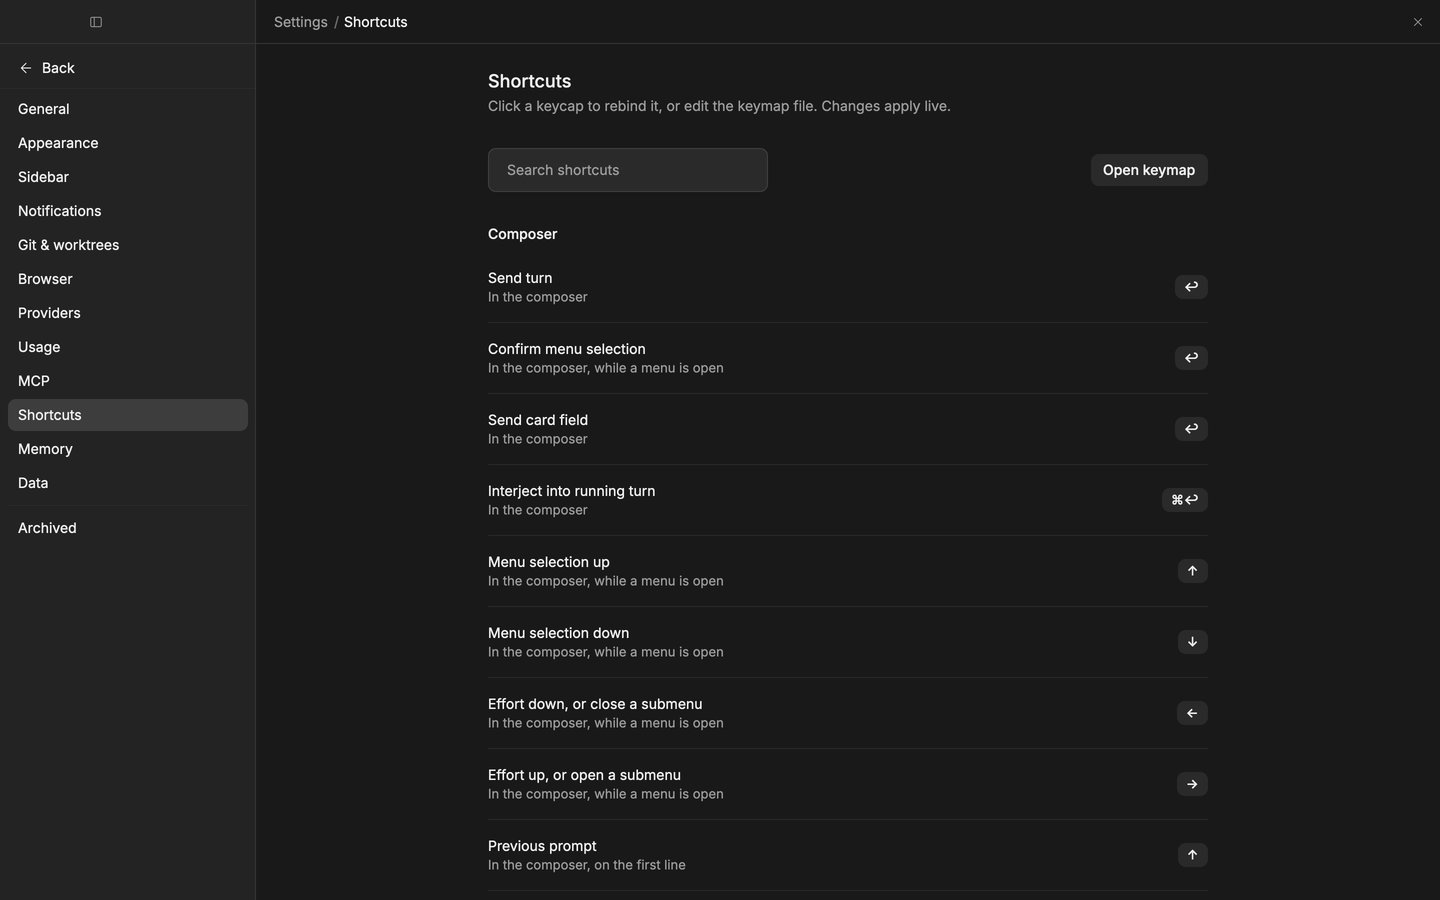 Settings / Shortcuts
Back
General
Appearance
Sidebar
Notifications
Git & worktrees
Browser
Providers
Usage
MCP
Shortcuts
Memory
Data
Archived
Shortcuts
Click a keycap to rebind it, or edit the keymap file. Changes apply live.
Search shortcuts
Open keymap
Composer
Send turn
In the composer
↩
Confirm menu selection
In the composer, while a menu is open
↩
Send card field
In the composer
↩
Interject into running turn
In the composer
⌘↩
Menu selection up
In the composer, while a menu is open
↑
Menu selection down
In the composer, while a menu is open
↓
Effort down, or close a submenu
In the composer, while a menu is open
←
Effort up, or open a submenu
In the composer, while a menu is open
→
Previous prompt
In the composer, on the first line
↑